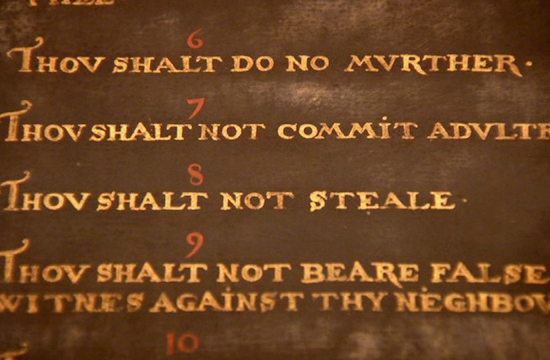 6
THOV SHALT DO NO MVRTHER.
7
THOV SHALT NOT COMMiT ADVLTE
8
THOV SHALT NOT STEALE
9
THOV SHALT NOT BEARE FALSE
WITNES AGAiNST THY NEGHBOV
10